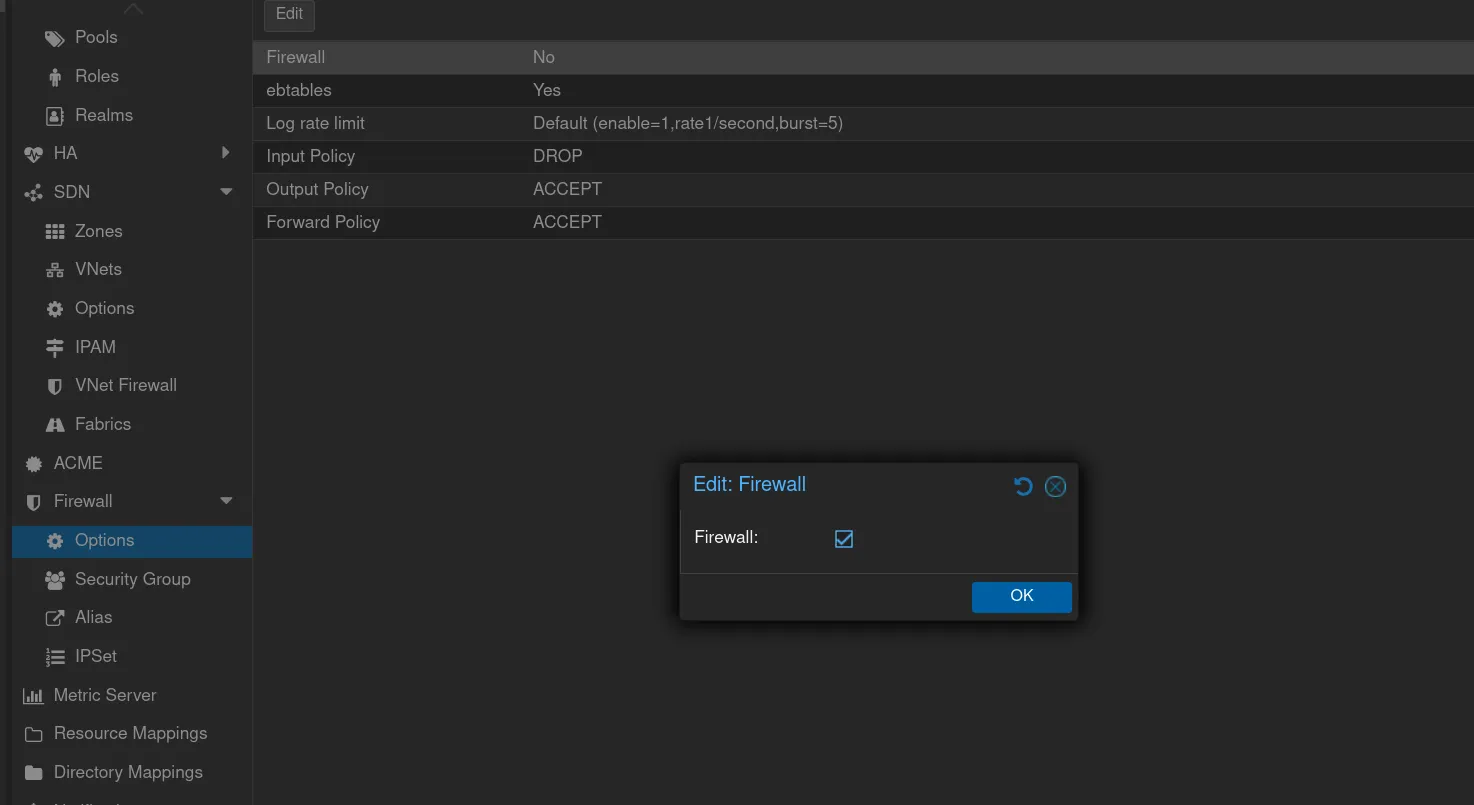 Edit
Pools
Roles
Realms
HA
SDN
Zones
VNets
Options
IPAM
VNet Firewall
Fabrics
ACME
Firewall
Options
Security Group
Alias
IPSet
Metric Server
Resource Mappings
Directory Mappings
Firewall No
ebtables Yes
Log rate limit Default (enable=1,rate1/second,burst=5)
Input Policy DROP
Output Policy ACCEPT
Forward Policy ACCEPT
Edit: Firewall
Firewall:
OK